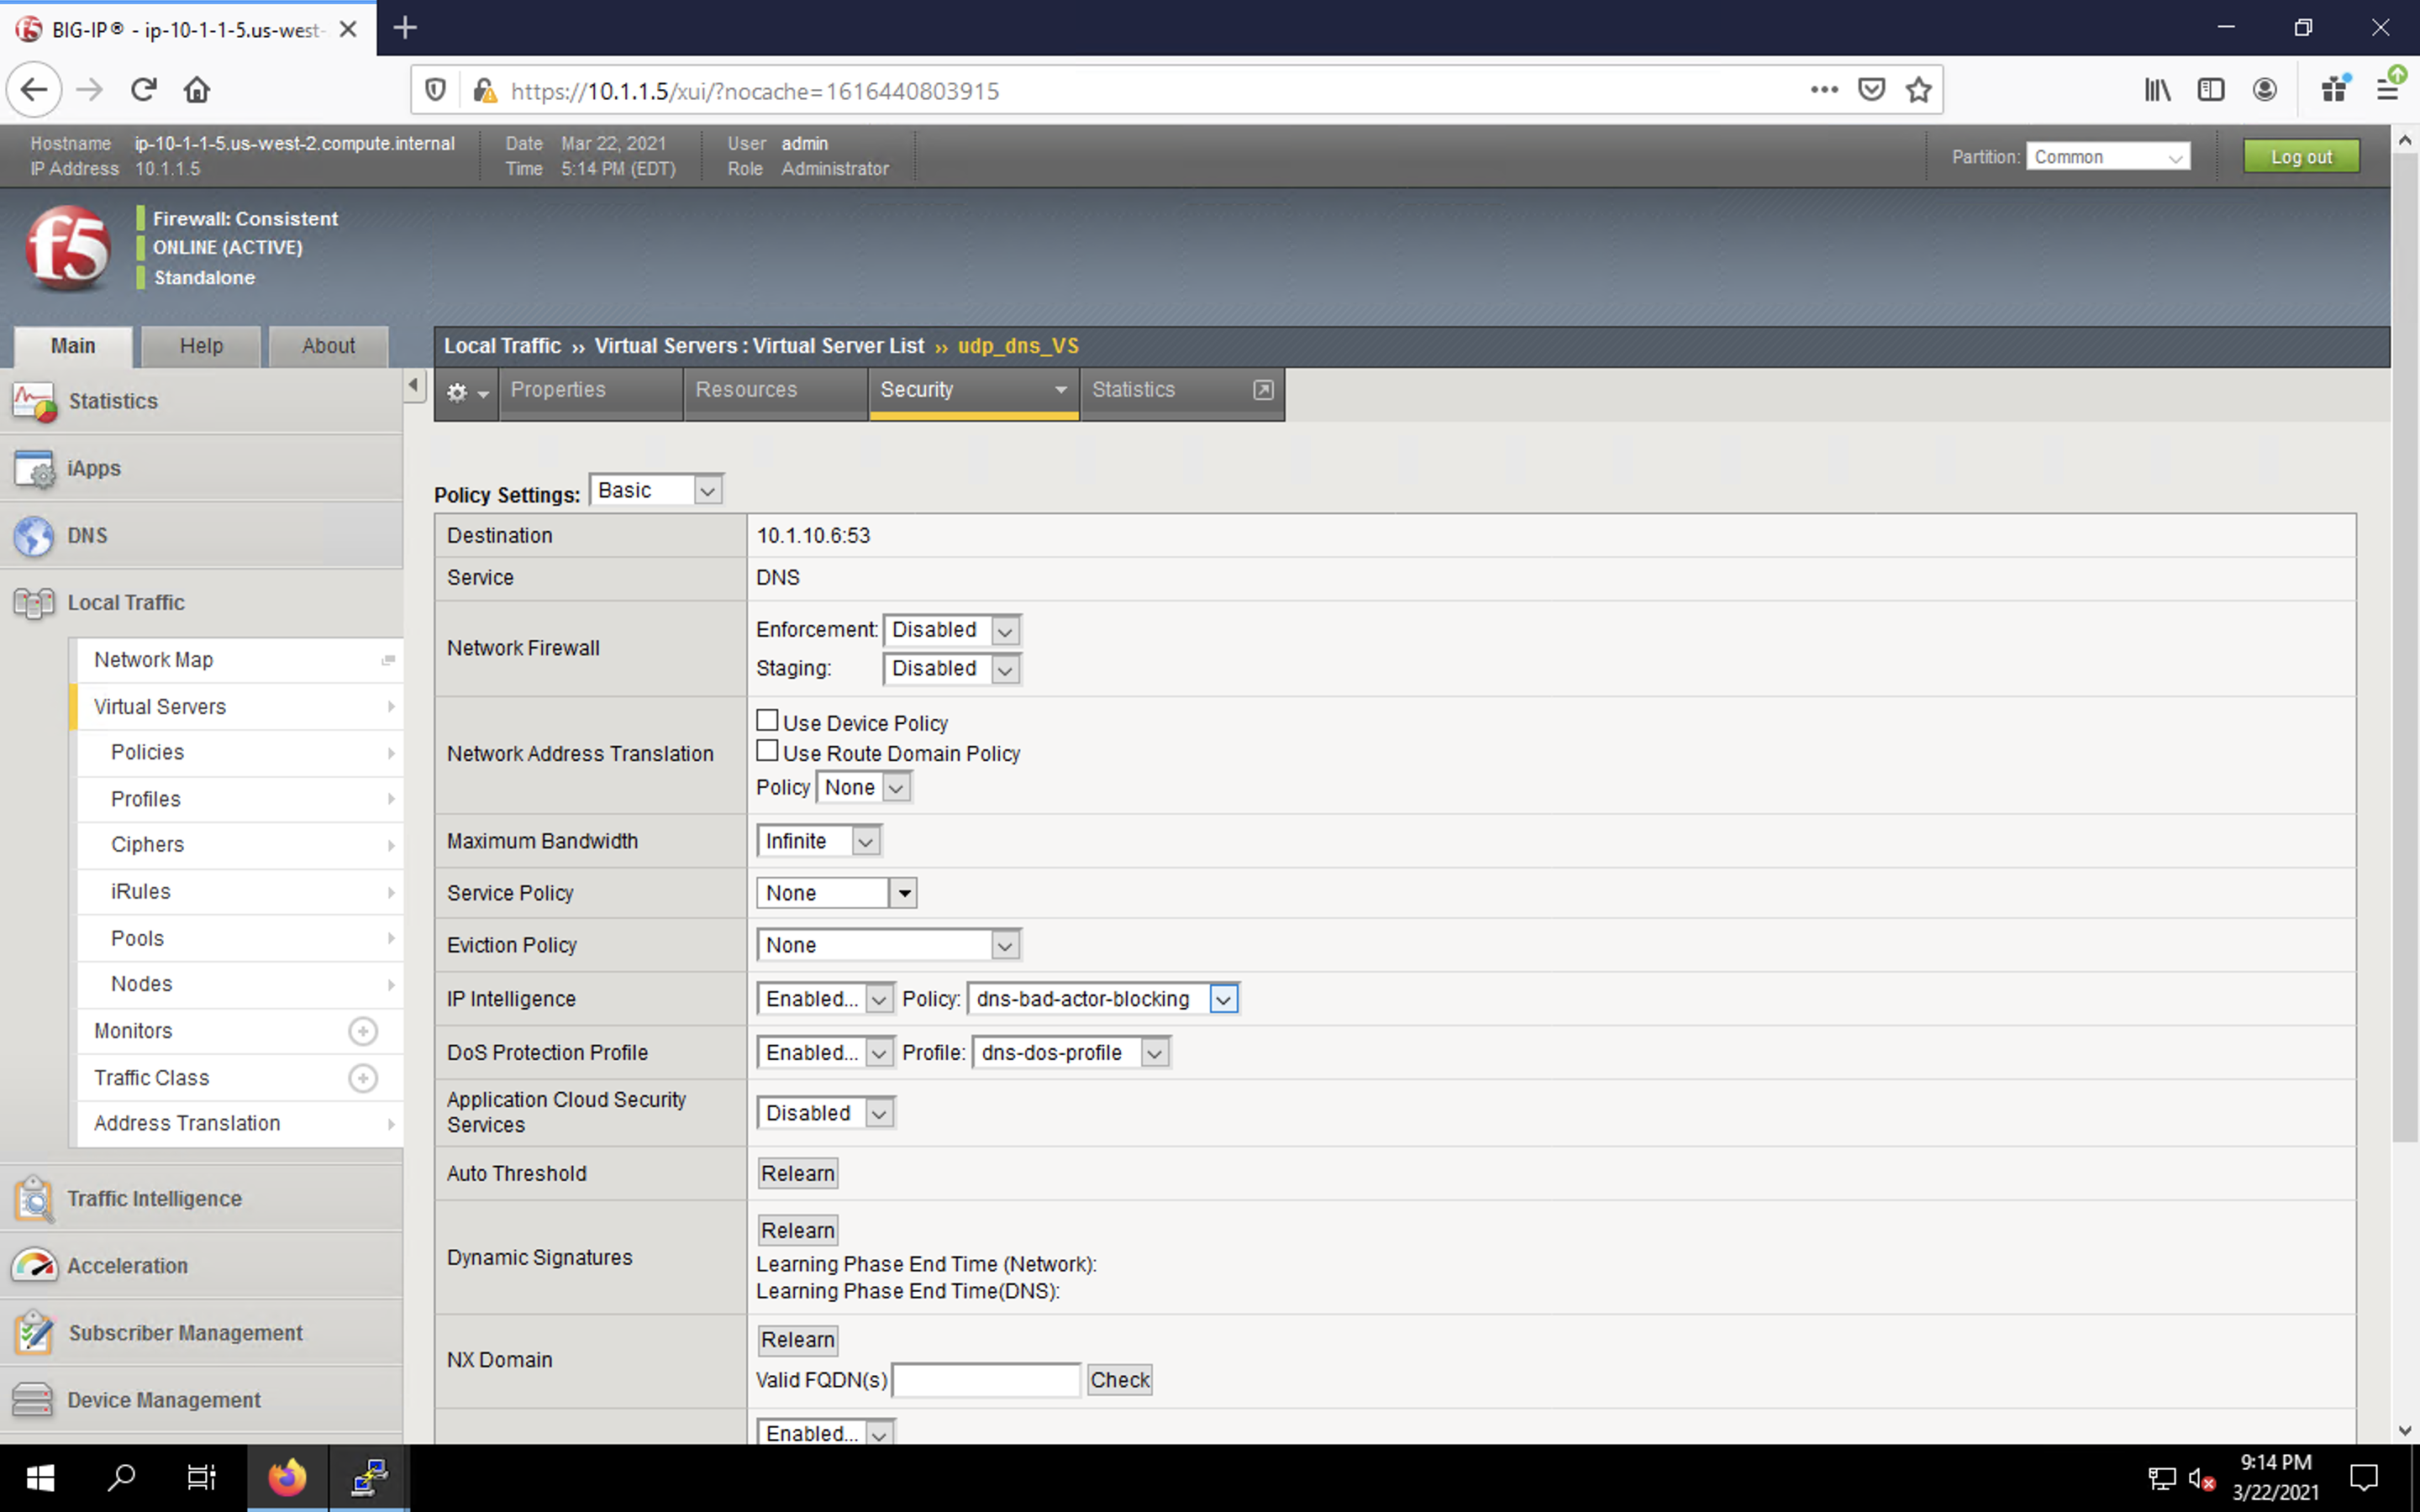 BIG-IP® - ip-10-1-1-5.us-west-
https://10.1.1.5/xui/?nocache=1616440803915
Hostname ip-10-1-1-5.us-west-2.compute.internal Date Mar 22, 2021 User admin
IP Address 10.1.1.5 Time 5:14 PM (EDT) Role Administrator
Partition: Common Log out
f5
Firewall: Consistent
ONLINE (ACTIVE)
Standalone
Main Help About
Statistics
iApps
DNS
Local Traffic
Network Map
Virtual Servers
Policies
Profiles
Ciphers
iRules
Pools
Nodes
Monitors
Traffic Class
Address Translation
Traffic Intelligence
Acceleration
Subscriber Management
Device Management
Local Traffic ›› Virtual Servers : Virtual Server List ›› udp_dns_VS
Properties Resources Security Statistics
Policy Settings: Basic
Destination 10.1.10.6:53
Service DNS
Network Firewall
Enforcement: Disabled
Staging: Disabled
Network Address Translation
Use Device Policy
Use Route Domain Policy
Policy None
Maximum Bandwidth Infinite
Service Policy None
Eviction Policy None
IP Intelligence Enabled... Policy: dns-bad-actor-blocking
DoS Protection Profile Enabled... Profile: dns-dos-profile
Application Cloud Security
Services
Disabled
Auto Threshold Relearn
Dynamic Signatures
Relearn
Learning Phase End Time (Network):
Learning Phase End Time(DNS):
NX Domain
Relearn
Valid FQDN(s) Check
Enabled...
9:14 PM
3/22/2021